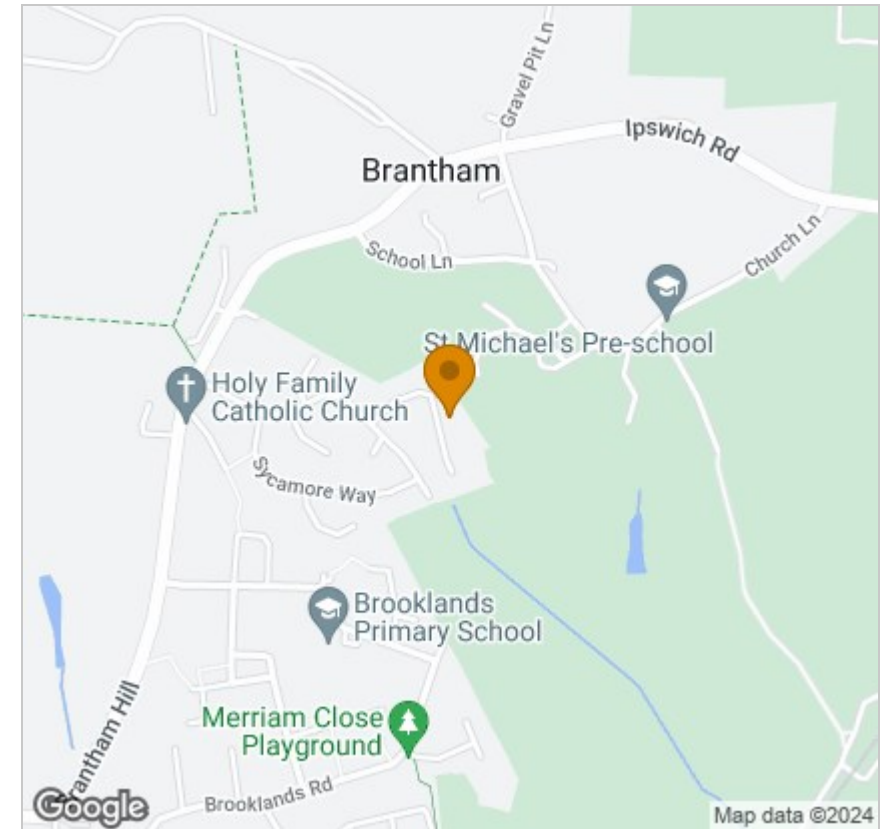 Gravel Pit Ln
Ipswich Rd
Brantham
Church Ln
School Ln
St Michael's Pre-school
Holy Family
Catholic Church
Sycamore Way
Brooklands
Primary School
Merriam Close
Playground
Brantham Hill
Brooklands Rd
Google
Map data ©2024